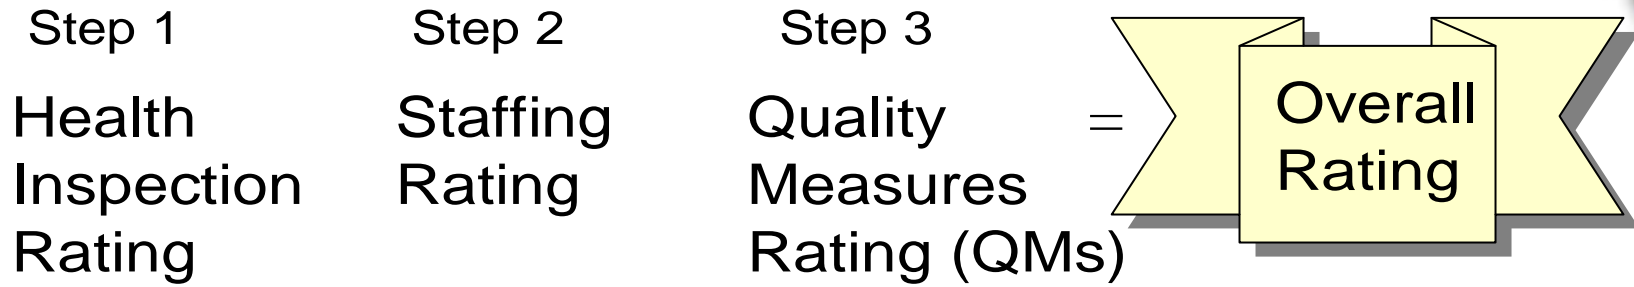 Step 1
Health
Inspection
Rating
Step 2
Staffing
Rating
Step 3
Quality
Measures
Rating (QMs)
=
Overall
Rating